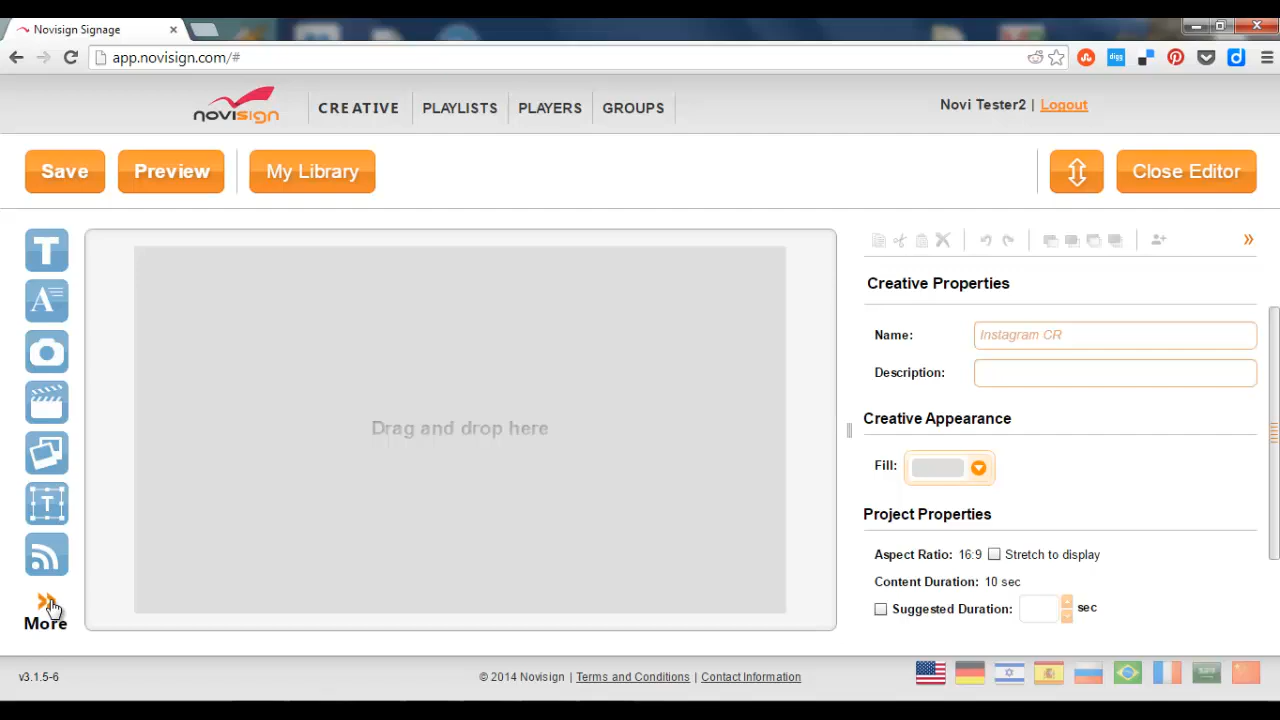 Novisign Signage
app.novisign.com/#
novisign
CREATIVE
PLAYLISTS
PLAYERS
GROUPS
Novi Tester2 | Logout
Save
Preview
My Library
Close Editor
digg
T
A
T
More
Drag and drop here
Creative Properties
Name:
Instagram CR
Description:
Creative Appearance
Fill:
Project Properties
Aspect Ratio: 16:9
Stretch to display
Content Duration: 10 sec
Suggested Duration:
sec
v3.1.5-6
© 2014 Novisign | Terms and Conditions | Contact Information